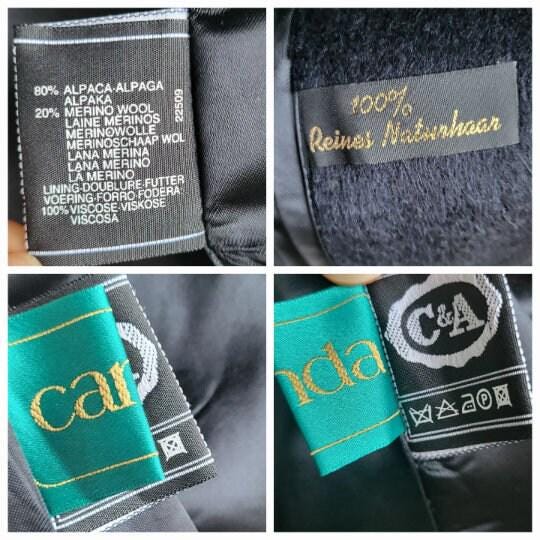 80% ALPACA-ALPAGA
ALPAKA
20% MERINO WOOL
LAINE MERINOS
MERINOWOLLE
MERINOSCHAAP WOL
LANA MERINA
LANA MERINO
LA MERINO
LINING-DOUBLURE-FUTTER
VOERING-FORRO-FODERA
100% VISCOSE-VISKOSE
VISCOSA
22509
100%
Reines Naturhaar
can
nda
C&A